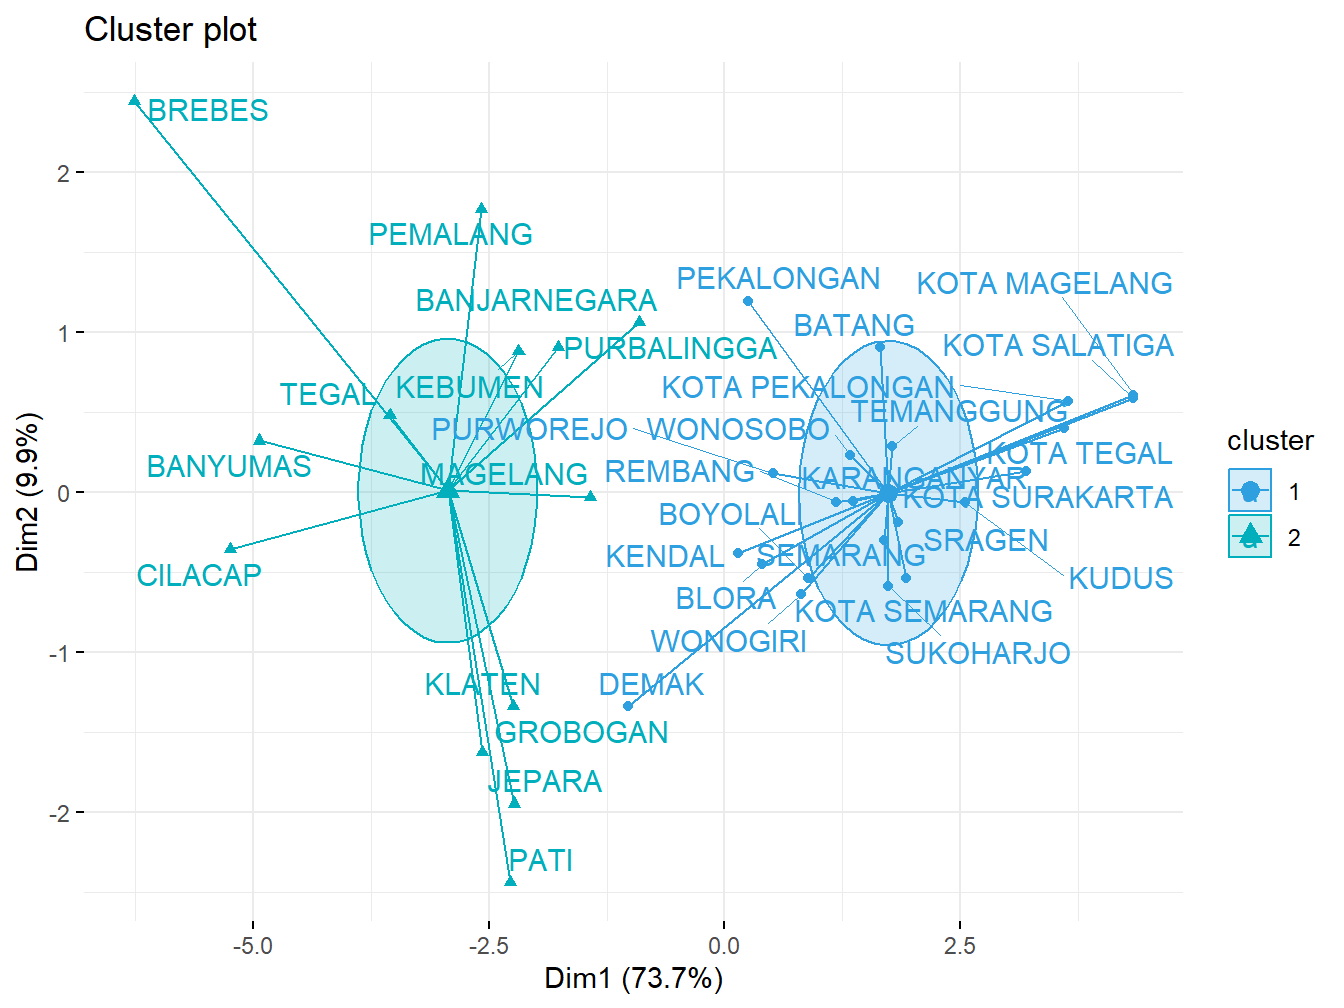 Cluster plot
BREBES
PEMALANG
BANJARNEGARA
PURBALINGGA
KEBUMEN
TEGAL
BANYUMAS
MAGELANG
CILACAP
KLATEN
GROBOGAN
JEPARA
PATI
PEKALONGAN
KOTA MAGELANG
BATANG
KOTA SALATIGA
KOTA PEKALONGAN
TEMANGGUNG
PURWOREJO
WONOSOBO
KOTA TEGAL
REMBANG
KARANGANYAR
KOTA SURAKARTA
BOYOLALI
SRAGEN
KENDAL
SEMARANG
KUDUS
BLORA
KOTA SEMARANG
WONOGIRI
SUKOHARJO
DEMAK
2
1
0
-1
-2
-5.0
-2.5
0.0
2.5
Dim1 (73.7%)
Dim2 (9.9%)
cluster
a 1
a 2